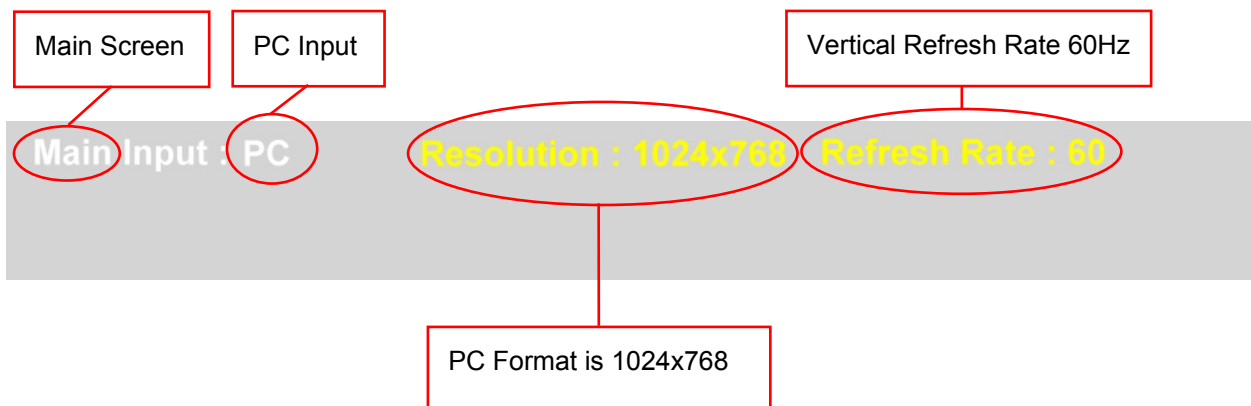 Main Screen
PC Input
Vertical Refresh Rate 60Hz
Main Input : PC
Resolution : 1024x768
Refresh Rate : 60
PC Format is 1024x768